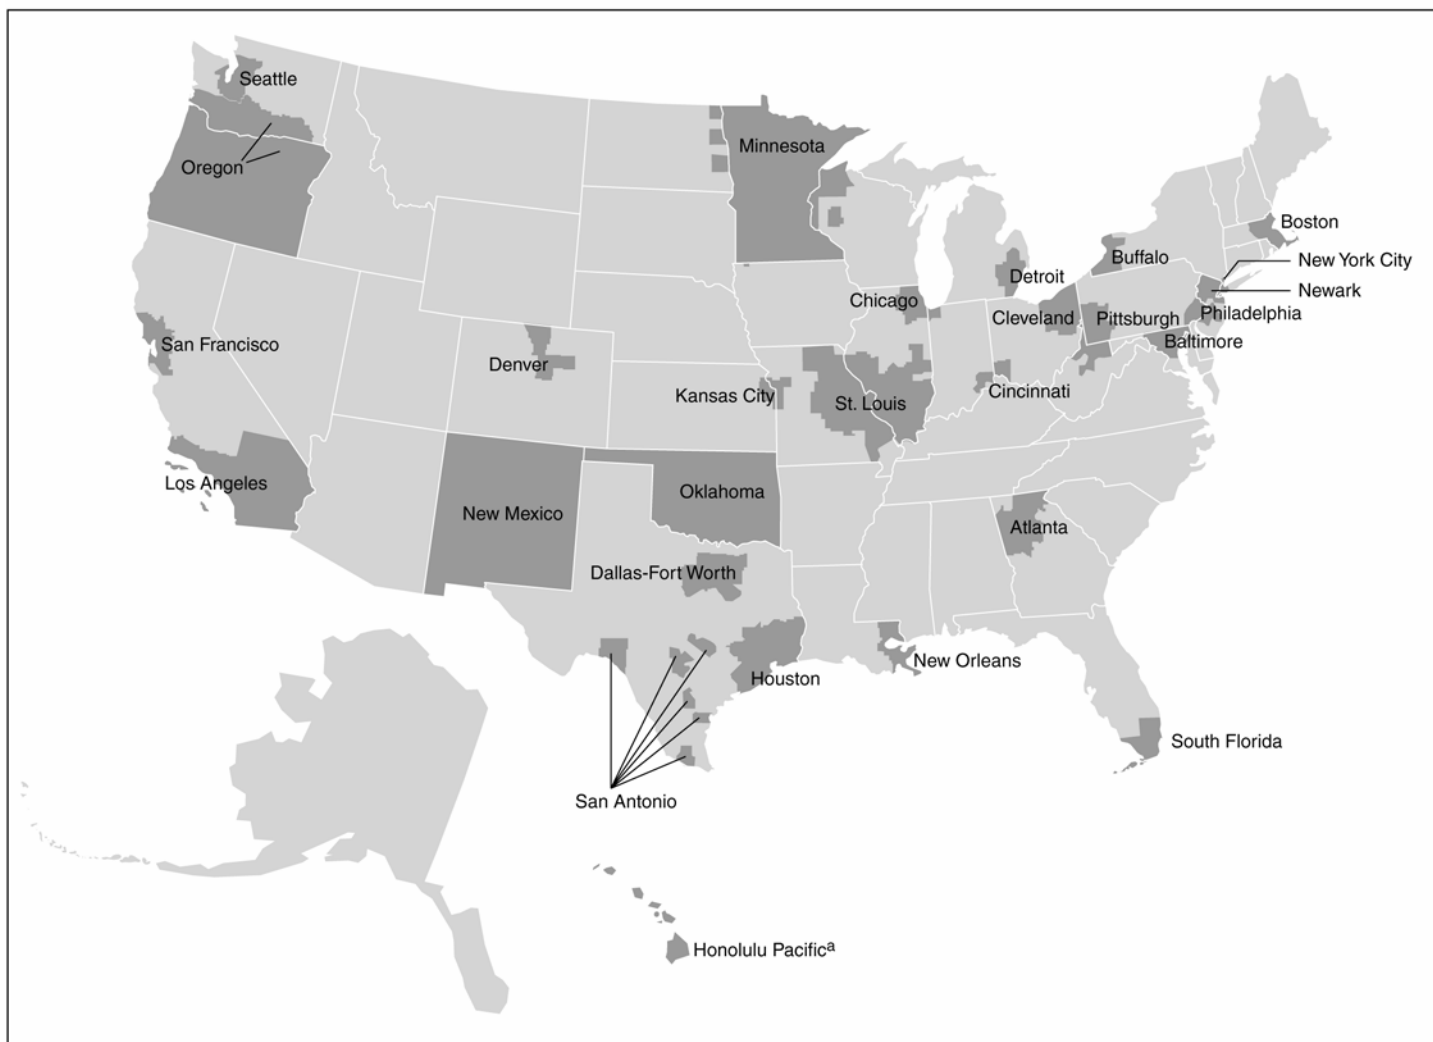 Seattle
Minnesota
Oregon
Boston
Buffalo
New York City
Detroit
Newark
Chicago
Cleveland
Pittsburgh
Philadelphia
San Francisco
Baltimore
Denver
Kansas City
Cincinnati
St. Louis
Los Angeles
Oklahoma
New Mexico
Atlanta
Dallas-Fort Worth
New Orleans
Houston
South Florida
San Antonio
Honolulu Pacificᵃ